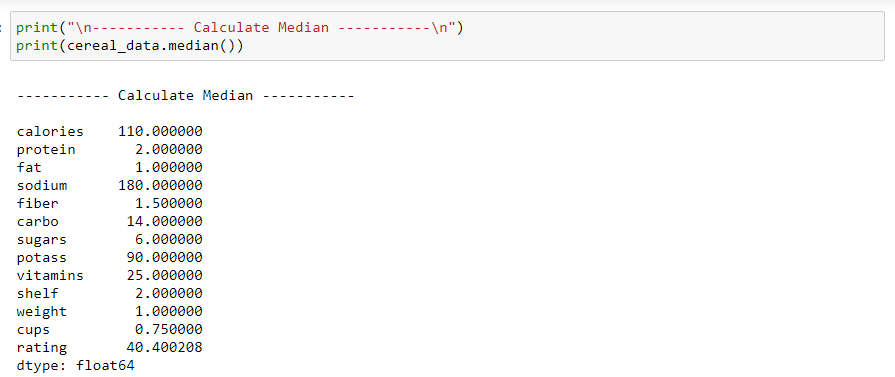 print("\n----------- Calculate Median -----------\n")
print(cereal_data.median())
----------- Calculate Median -----------
calories    110.000000
protein       2.000000
fat           1.000000
sodium      180.000000
fiber         1.500000
carbo        14.000000
sugars        6.000000
potass       90.000000
vitamins     25.000000
shelf         2.000000
weight        1.000000
cups          0.750000
rating       40.400208
dtype: float64